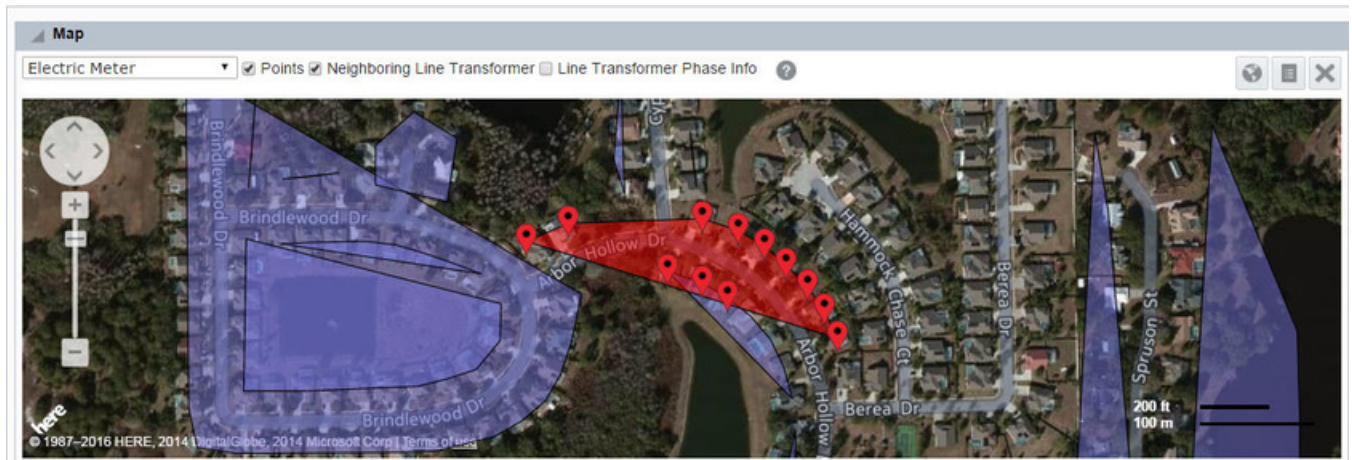 Map
Electric Meter Points Neighboring Line Transformer Line Transformer Phase Info ?
Brindlewood Dr
Brindlewood Dr
Arbor Hollow Dr
Hammock Chase Ct
Berea Dr
Spruson St
Arbor Hollow
Berea Dr
Brindlewood Dr
200 ft
100 m
here
© 1987–2016 HERE, 2014 DigitalGlobe, 2014 Microsoft Corp | Terms of use